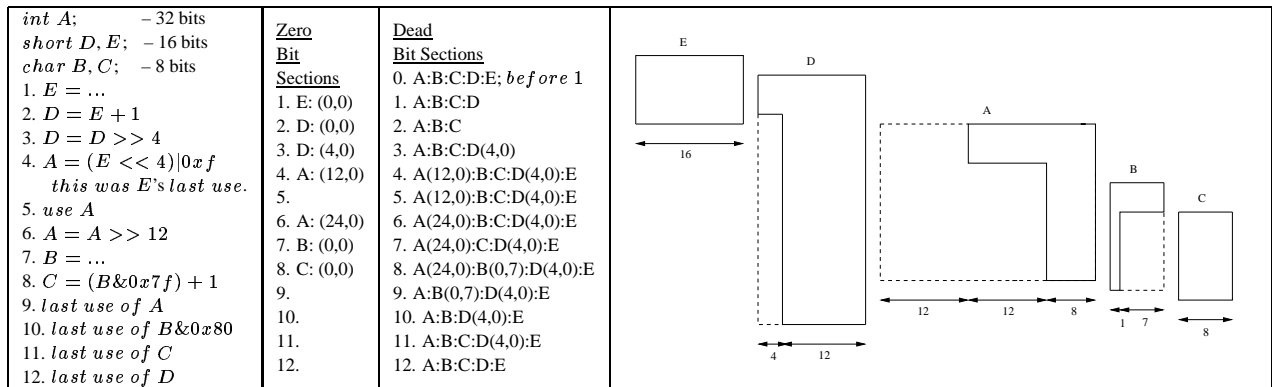 int A; – 32 bits
short D, E; – 16 bits
char B, C; – 8 bits
1. E = ...
2. D = E + 1
3. D = D >> 4
4. A = (E << 4)|0xf
this was E's last use.
5. use A
6. A = A >> 12
7. B = ...
8. C = (B&0x7f) + 1
9. last use of A
10. last use of B&0x80
11. last use of C
12. last use of D
Zero
Bit
Sections
1. E: (0,0)
2. D: (0,0)
3. D: (4,0)
4. A: (12,0)
5.
6. A: (24,0)
7. B: (0,0)
8. C: (0,0)
9.
10.
11.
12.
Dead
Bit Sections
0. A:B:C:D:E; before 1
1. A:B:C:D
2. A:B:C
3. A:B:C:D(4,0)
4. A(12,0):B:C:D(4,0):E
5. A(12,0):B:C:D(4,0):E
6. A(24,0):B:C:D(4,0):E
7. A(24,0):C:D(4,0):E
8. A(24,0):B(0,7):D(4,0):E
9. A:B(0,7):D(4,0):E
10. A:B:D(4,0):E
11. A:B:C:D(4,0):E
12. A:B:C:D:E
E
16
D
4 12
A
12 12 8
B
1 7
C
8